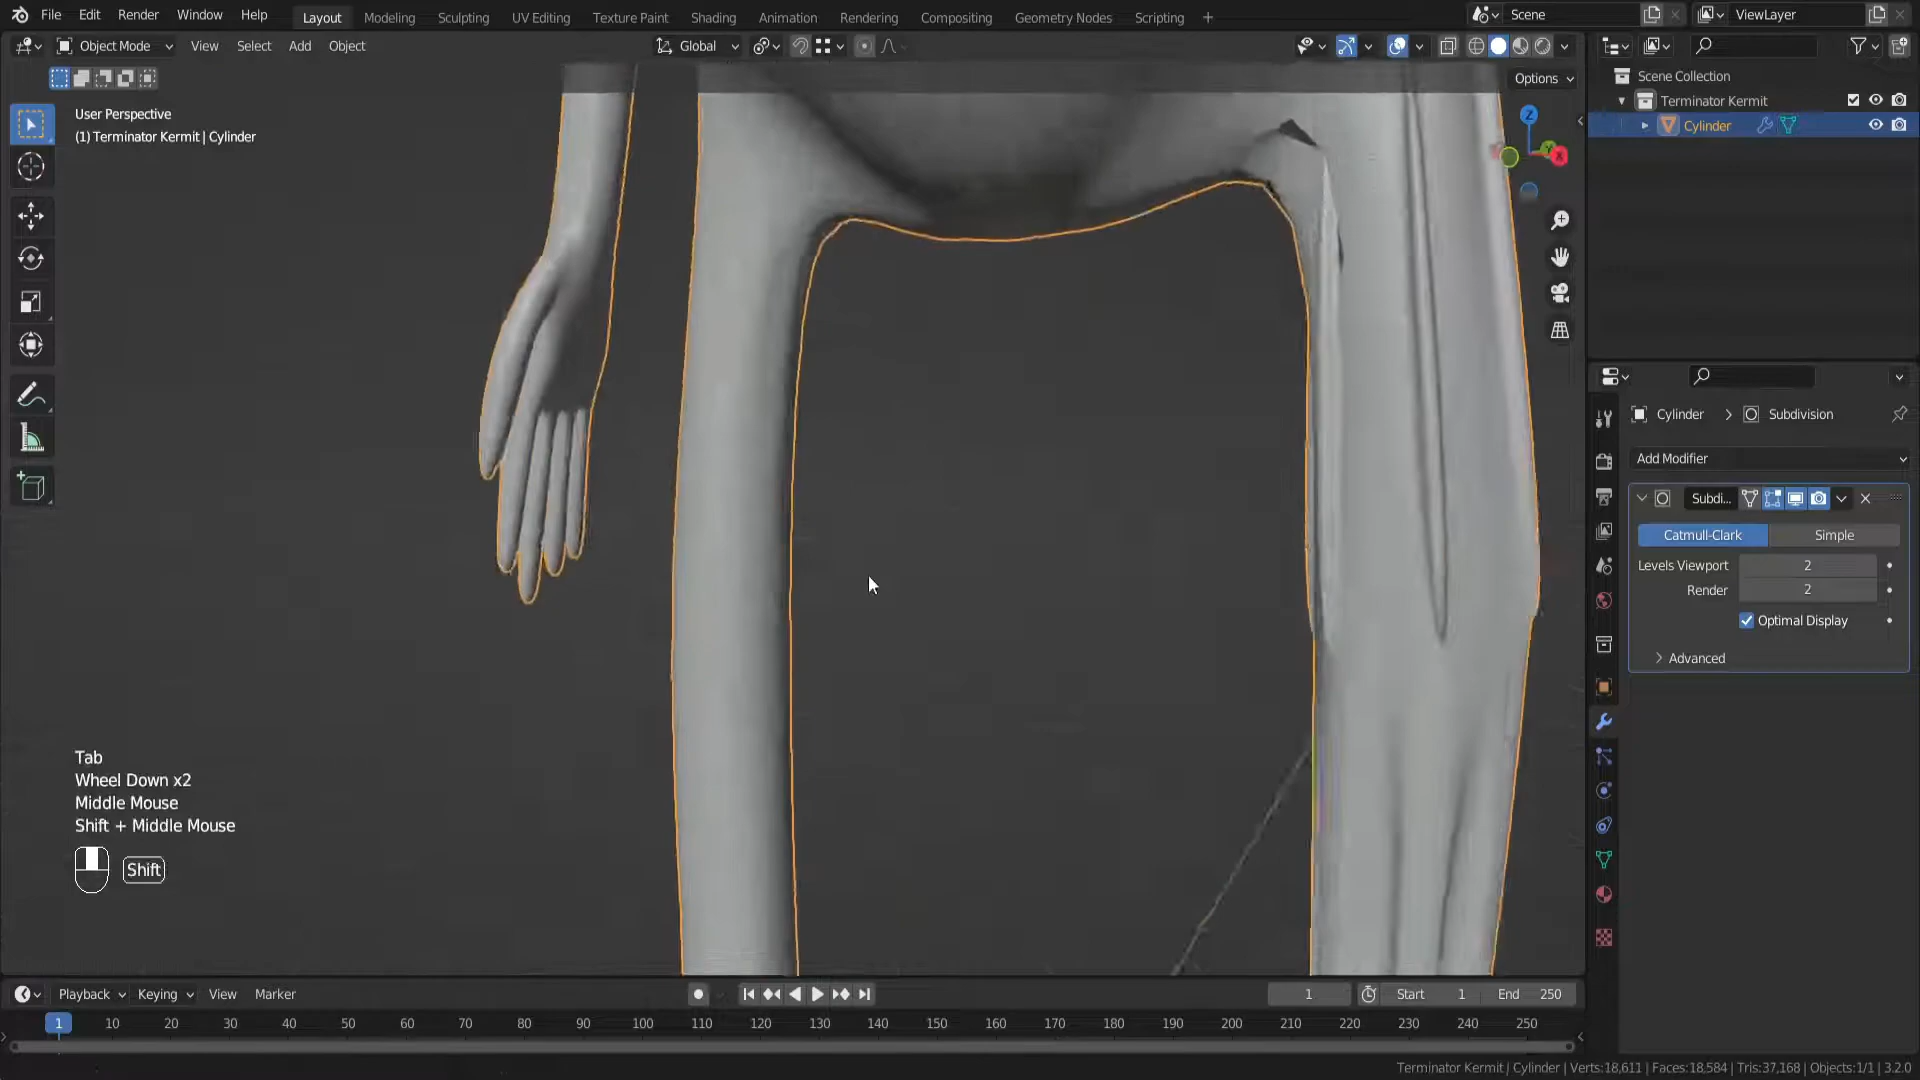 File Edit Render Window Help Layout Modeling Sculpting UV Editing Texture Paint Shading Animation Rendering Compositing Geometry Nodes Scripting + Scene ViewLayer
Object Mode View Select Add Object Global
Options
User Perspective
(1) Terminator Kermit | Cylinder
Z
Y
X
Scene Collection
Terminator Kermit
Cylinder
Cylinder > Subdivision
Add Modifier
Subdi...
Catmull-Clark Simple
Levels Viewport 2
Render 2
Optimal Display
Advanced
Tab
Wheel Down x2
Middle Mouse
Shift + Middle Mouse
Shift
Playback Keying View Marker 1 Start 1 End 250
1 10 20 30 40 50 60 70 80 90 100 110 120 130 140 150 160 170 180 190 200 210 220 230 240 250
Terminator Kermit | Cylinder | Verts:18,611 | Faces:18,584 | Tris:37,168 | Objects:1/1 | 3.2.0